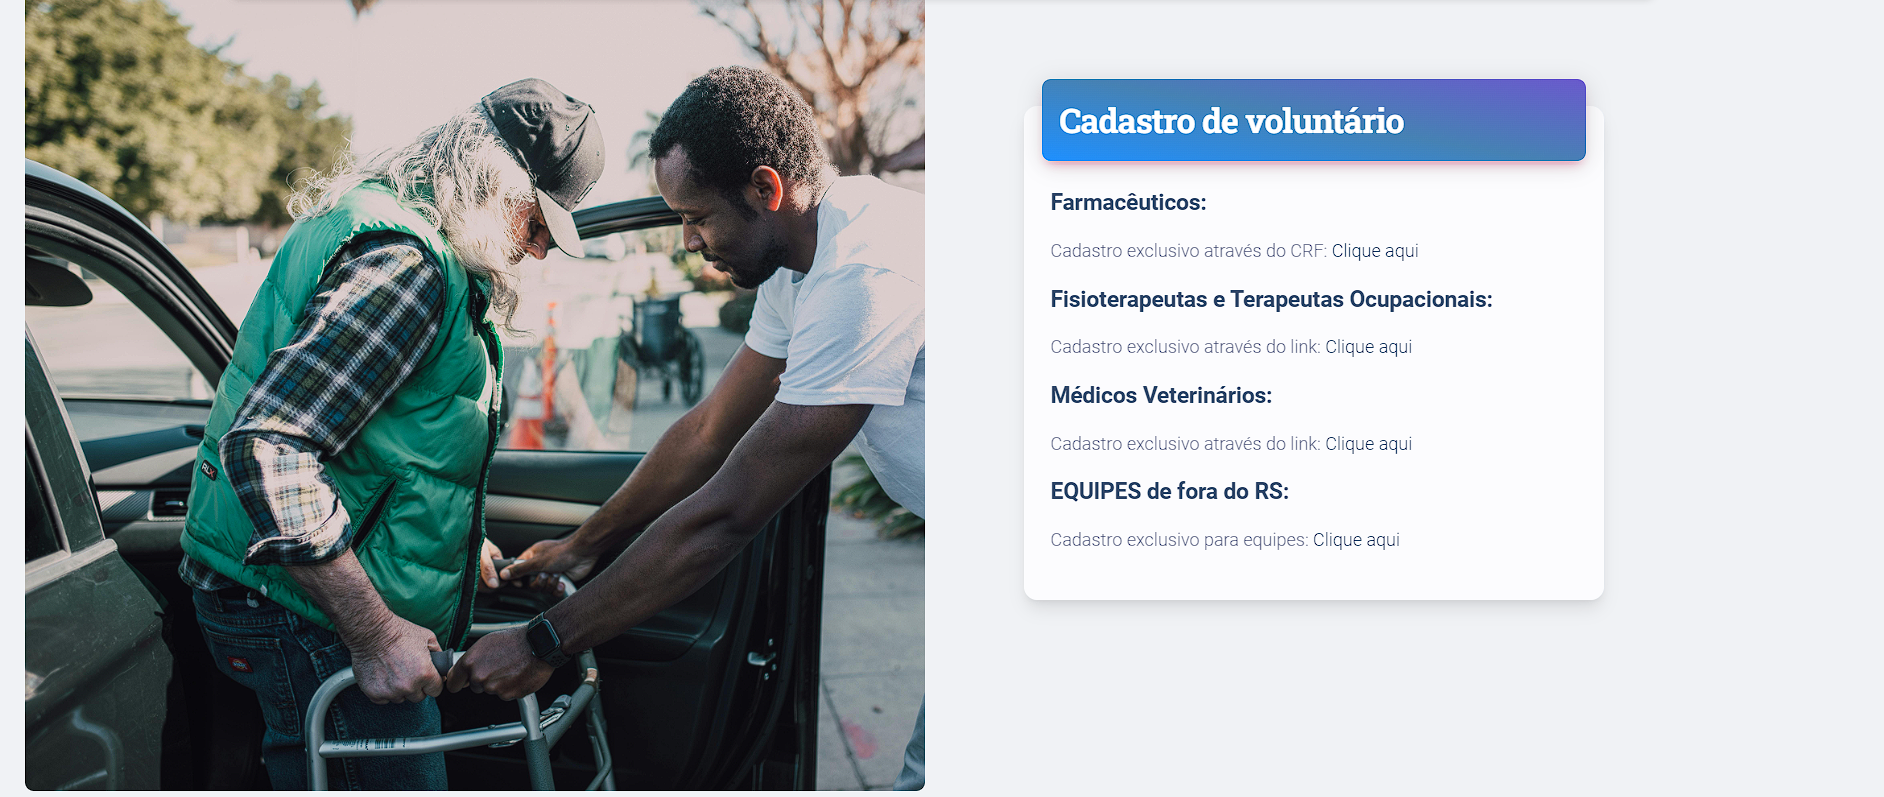 Cadastro de voluntário
Farmacêuticos:
Cadastro exclusivo através do CRF: Clique aqui
Fisioterapeutas e Terapeutas Ocupacionais:
Cadastro exclusivo através do link: Clique aqui
Médicos Veterinários:
Cadastro exclusivo através do link: Clique aqui
EQUIPES de fora do RS:
Cadastro exclusivo para equipes: Clique aqui
RLX